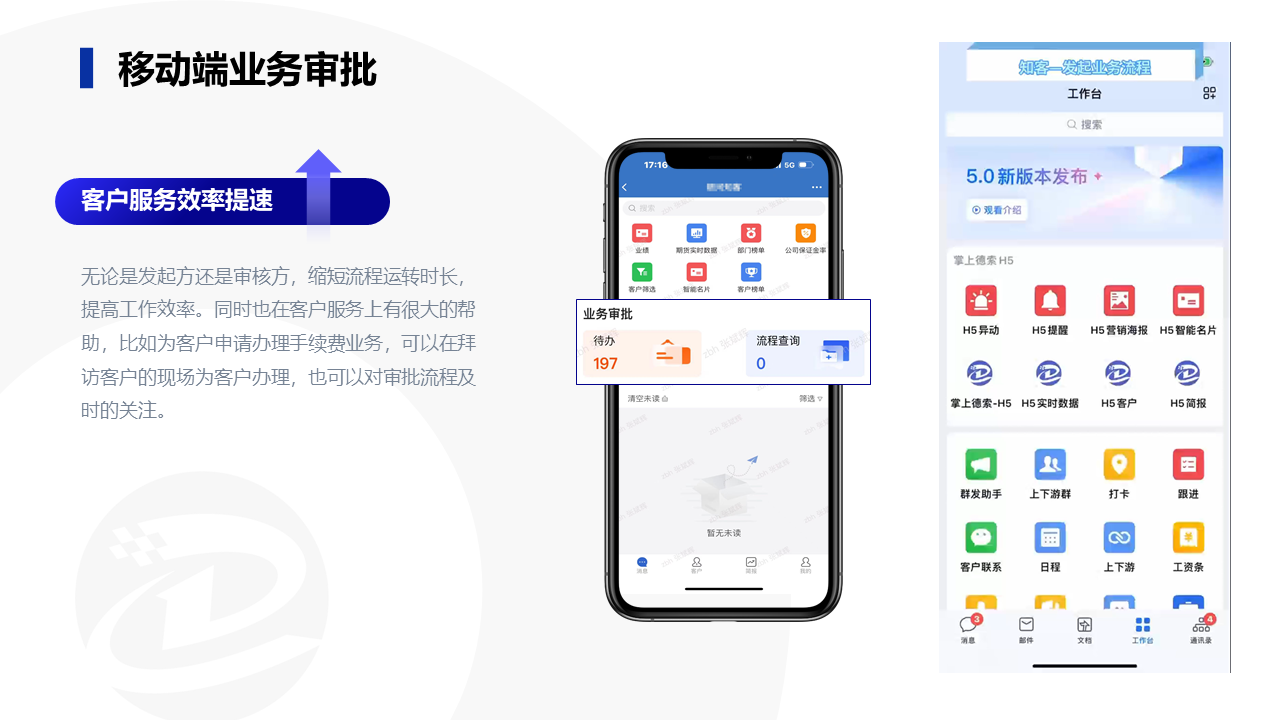 移动端业务审批
客户服务效率提速
无论是发起方还是审核方，缩短流程运转时长，
提高工作效率。同时也在客户服务上有很大的帮
助，比如为客户申请办理手续费业务，可以在拜
访客户的现场为客户办理，也可以对审批流程及
时的关注。
17:16
5G
搜索
业绩 期货实时数据 部门榜单 公司保证金率
客户筛选 智能名片 客户榜单
业务审批
待办
197
流程查询
0
清空未读 筛选
暂无未读
消息 客户 简报 我的
知客—发起业务流程
工作台
搜索
5.0新版本发布
观看介绍
掌上德索H5
H5异动 H5提醒 H5营销海报 H5智能名片
掌上德索-H5 H5实时数据 H5客户 H5简报
群发助手 上下游群 打卡 跟进
客户联系 日程 上下游 工资条
3
4
消息 邮件 文档 工作台 通讯录